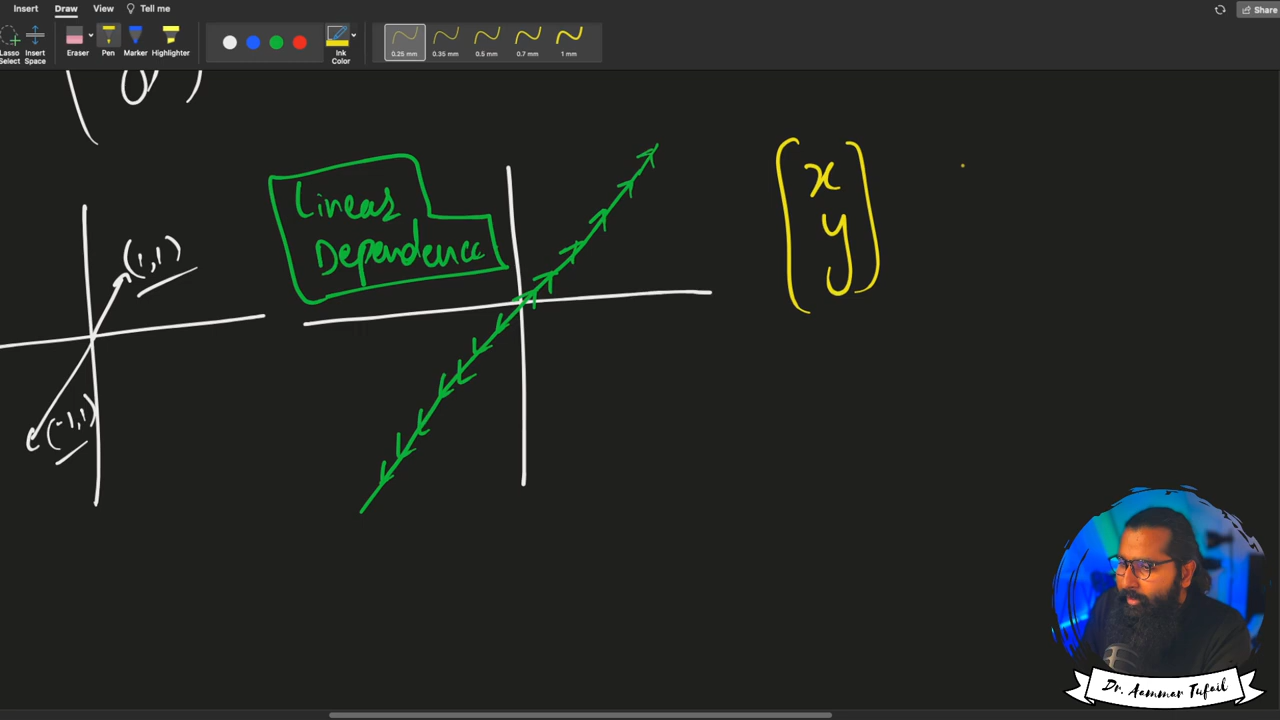 Insert Draw View Tell me
Share
Lasso Select
Insert Space
Eraser
Pen
Marker
Highlighter
Ink Color
0.25 mm
0.35 mm
0.5 mm
0.7 mm
1 mm
y
Linear
Dependence
(1,1)
(-1,1)
x
y
Dr. Aammar Tufail